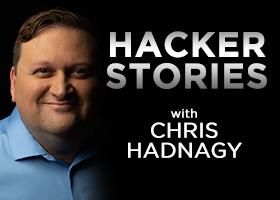 HACKER
STORIES
with
CHRIS
HADNAGY